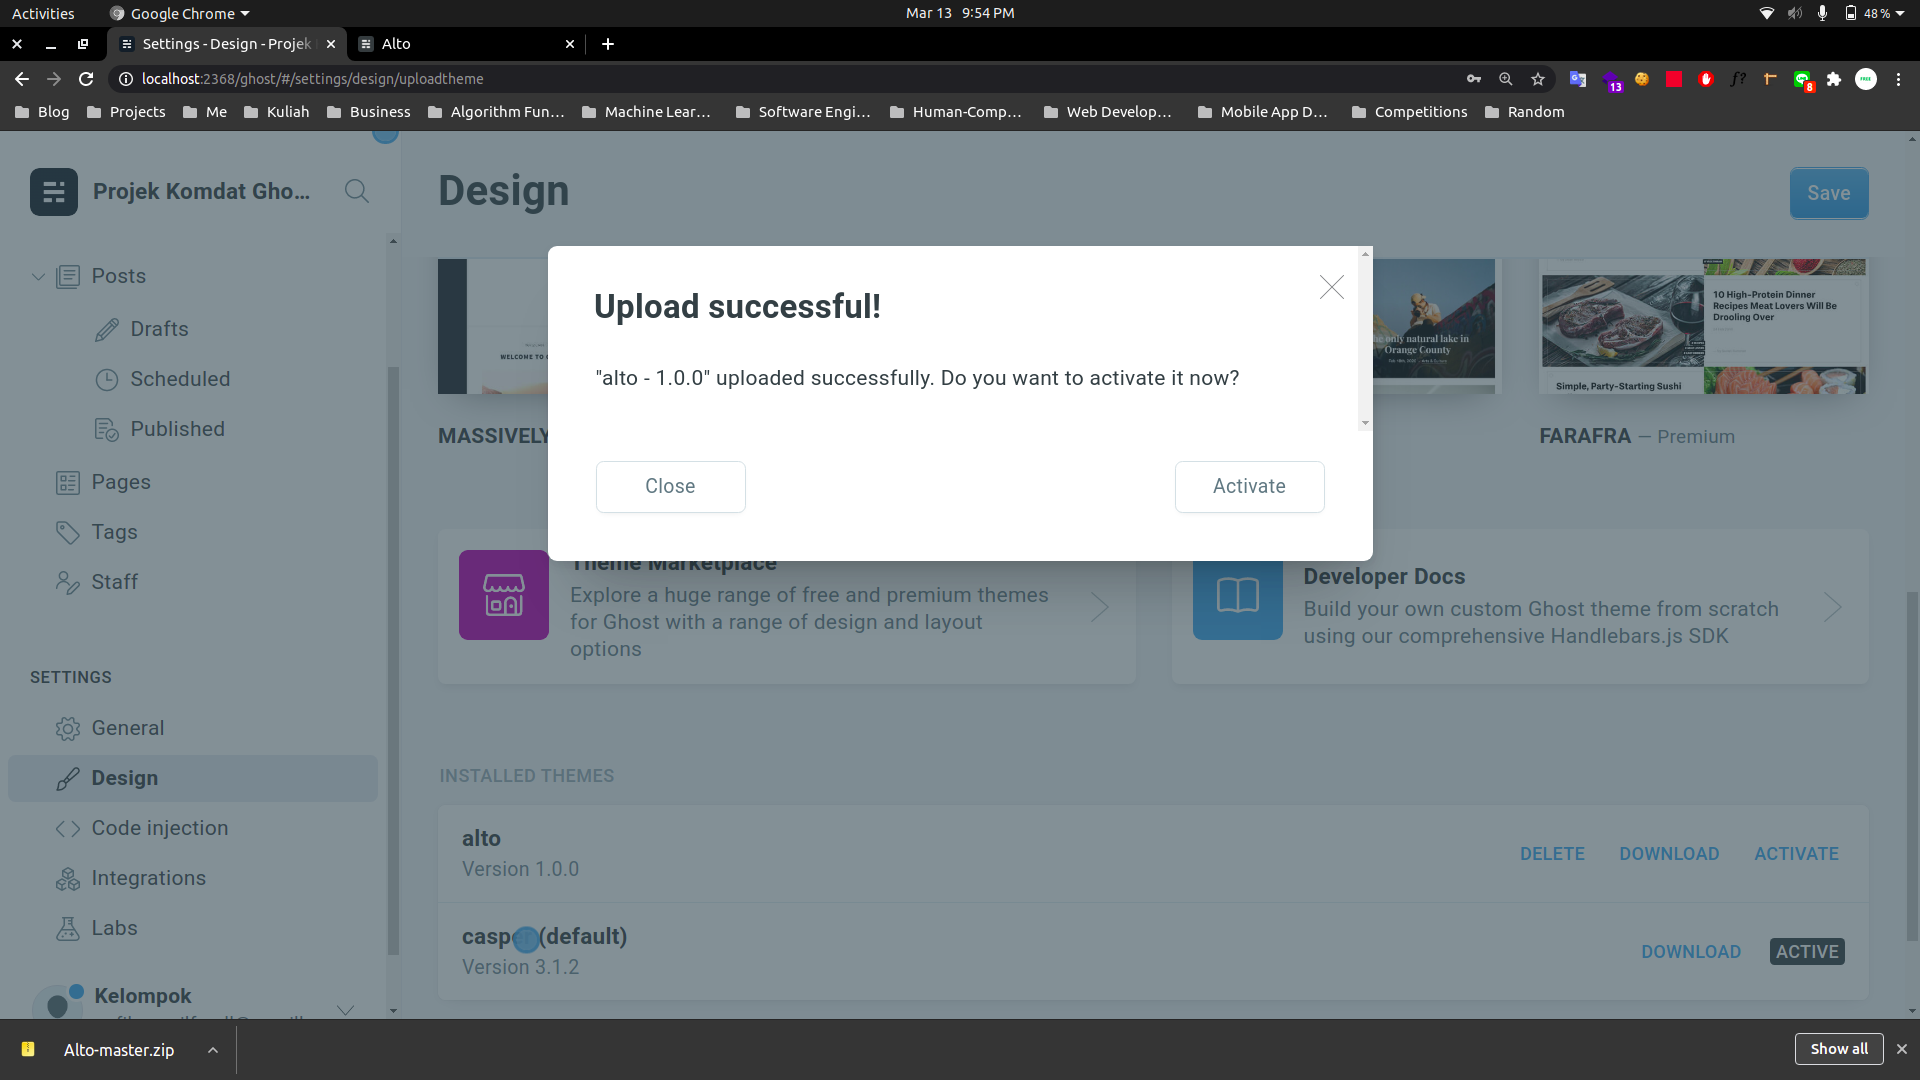 Activities
Google Chrome
Mar 13 9:54 PM
48 %
Settings - Design - Projek
Alto
localhost:2368/ghost/#/settings/design/uploadtheme
13
8
Blog
Projects
Me
Kuliah
Business
Algorithm Fun...
Machine Lear...
Software Engi...
Human-Comp...
Web Develop...
Mobile App D...
Competitions
Random
Projek Komdat Gho...
Posts
Drafts
Scheduled
Published
Pages
Tags
Staff
SETTINGS
General
Design
Code injection
Integrations
Labs
Kelompok
Design
Save
WELCOME TO
the only natural lake in
Orange County
10 High-Protein Dinner
Recipes Meat Lovers Will Be
Drooling Over
Simple, Party-Starting Sushi
MASSIVELY
FARAFRA — Premium
Upload successful!
"alto - 1.0.0" uploaded successfully. Do you want to activate it now?
Close
Activate
Theme Marketplace
Explore a huge range of free and premium themes
for Ghost with a range of design and layout
options
Developer Docs
Build your own custom Ghost theme from scratch
using our comprehensive Handlebars.js SDK
INSTALLED THEMES
alto
Version 1.0.0
DELETE
DOWNLOAD
ACTIVATE
casper (default)
Version 3.1.2
DOWNLOAD
ACTIVE
Alto-master.zip
Show all